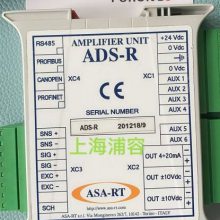 AMPLIFIER UNIT
ADS-R
RS485
PROFIBUS
CANOPEN
PROFINET
XC4
XC1
+24 Vdc
0 Vdc
0 Vdc
AUX 1
AUX 2
AUX 3
AUX 4
AUX 5
AUX 6
CE
SERIAL NUMBER
ADS-R 201218/9
上海浦容
SNS +
SNS -
SIG +
SIG -
EXC +
EXC -
SCH
XC3
XC2
OUT 4÷20mA
OUT ±10Vdc
OUT ±10Vdc
ASA-RT